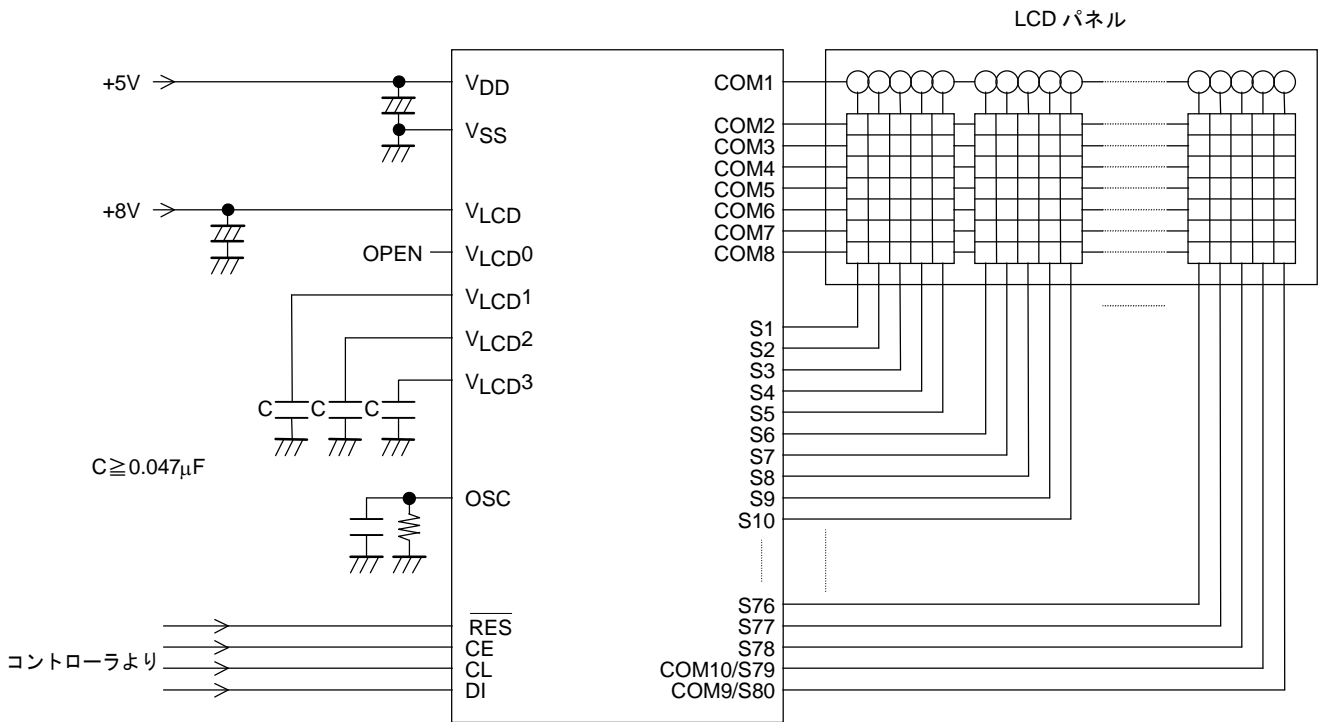 LCD パネル
+5V
VDD
VSS
+8V
VLCD
OPEN
VLCD0
VLCD1
VLCD2
VLCD3
C
C
C
C≧0.047μF
OSC
コントローラより
RES
CE
CL
DI
COM1
COM2
COM3
COM4
COM5
COM6
COM7
COM8
S1
S2
S3
S4
S5
S6
S7
S8
S9
S10
S76
S77
S78
COM10/S79
COM9/S80